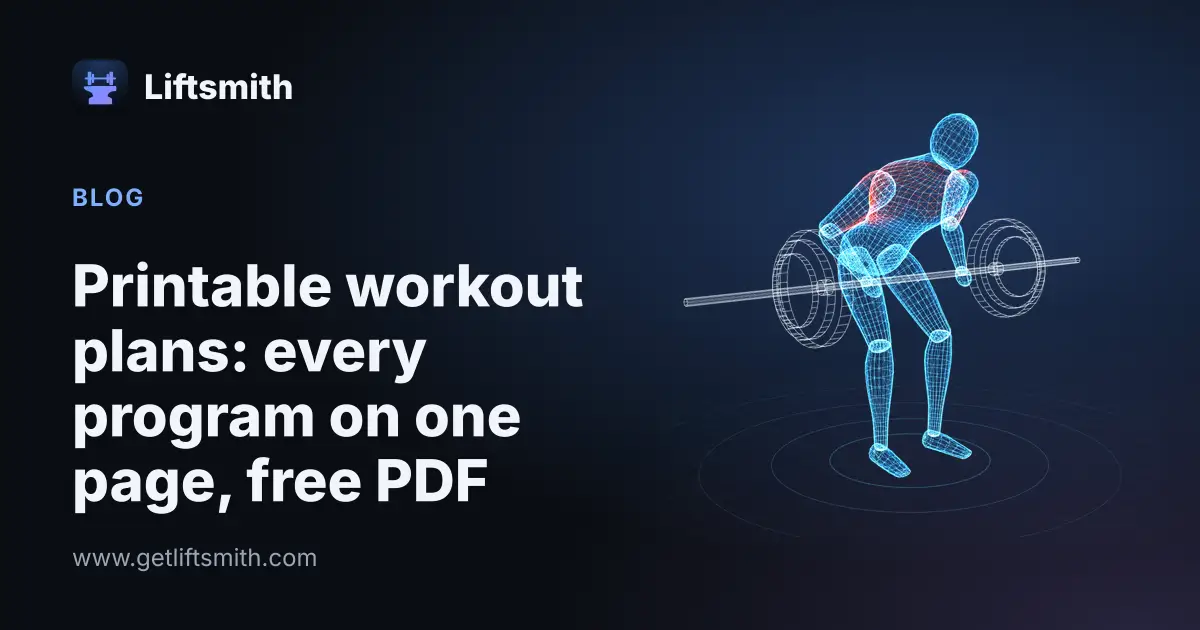 Liftsmith
BLOG
Printable workout
plans: every
program on one
page, free PDF
www.getliftsmith.com